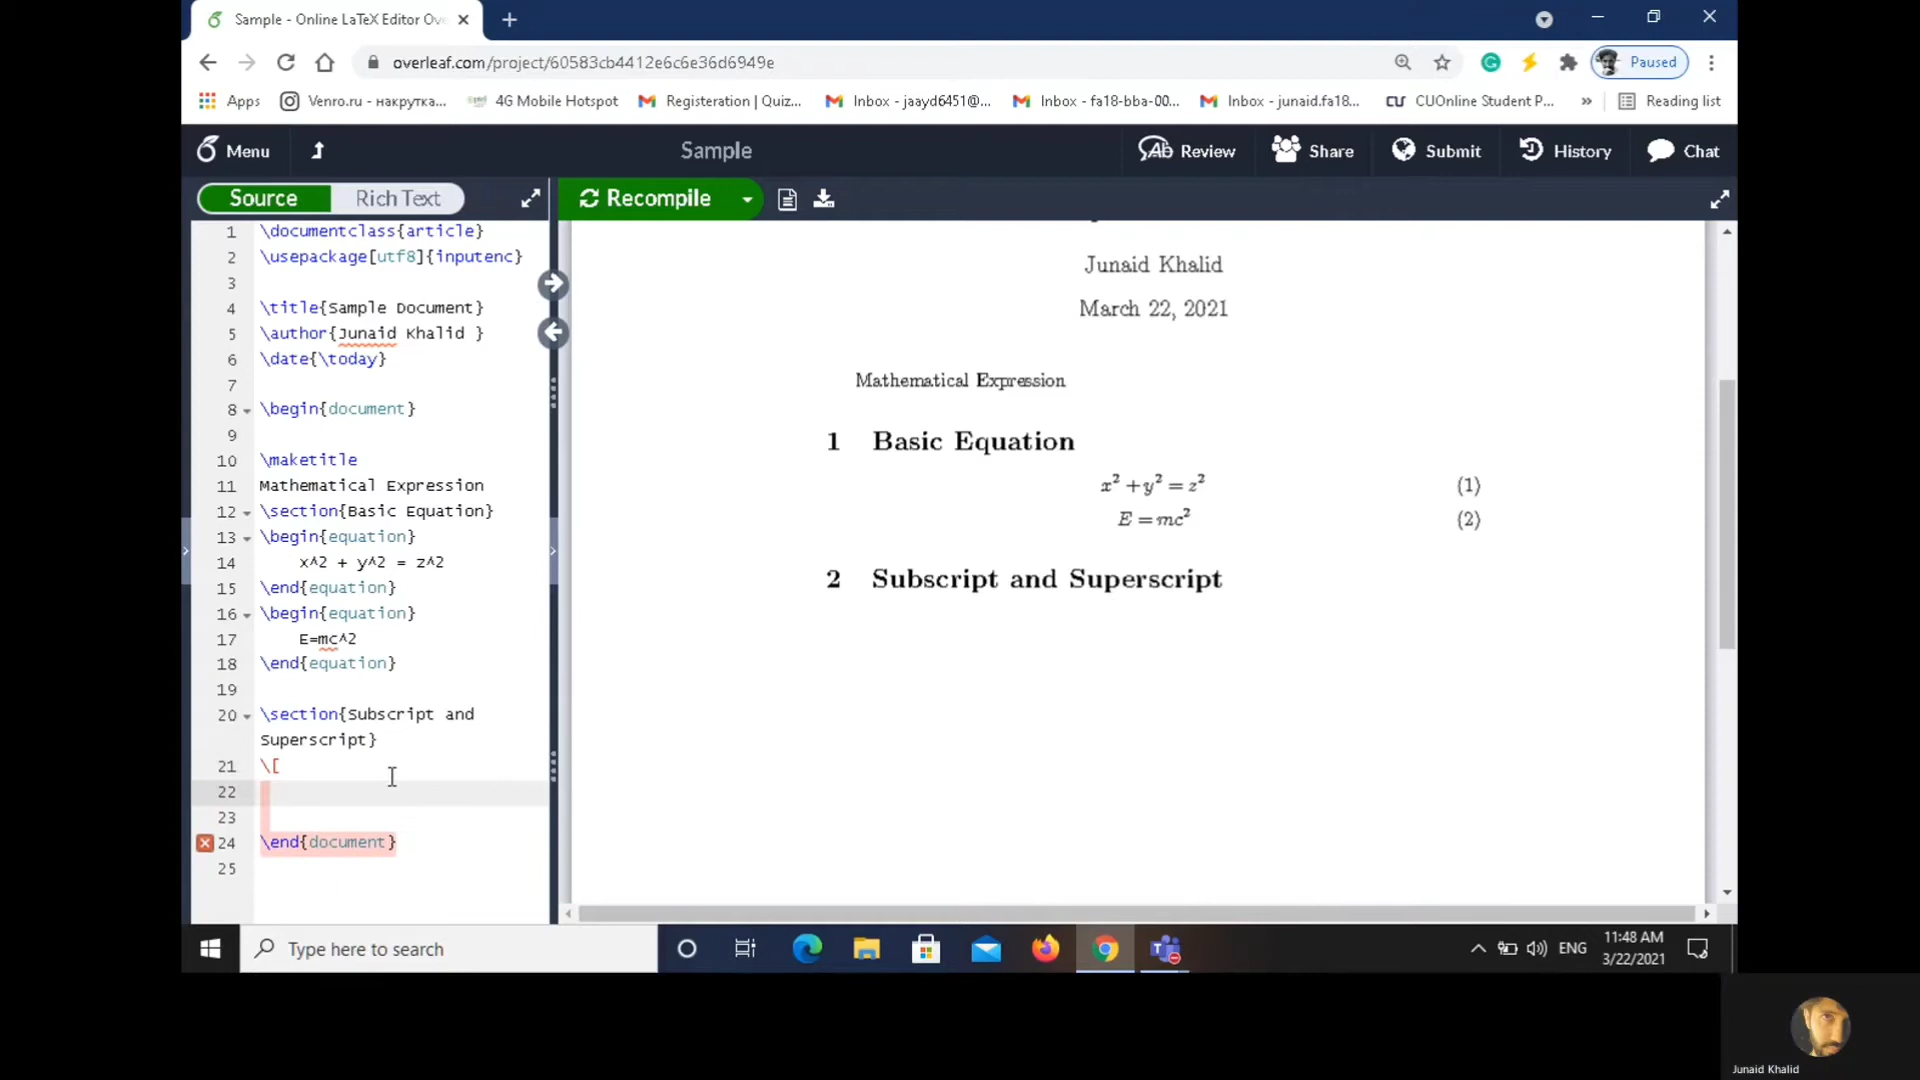 Sample - Online LaTeX Editor Ov
overleaf.com/project/60583cb4412e6c6e36d6949e
Paused
Apps
Venro.ru - накрутка...
4G Mobile Hotspot
Registeration | Quiz...
Inbox - jaayd6451@...
Inbox - fa18-bba-00...
Inbox - junaid.fa18...
CU CUOnline Student P...
»
Reading list
Menu
Sample
Review
Share
Submit
History
Chat
Source
Rich Text
Recompile
1 \documentclass{article}
2 \usepackage[utf8]{inputenc}
3
4 \title{Sample Document}
5 \author{Junaid Khalid }
6 \date{\today}
7
8 \begin{document}
9
10 \maketitle
11 Mathematical Expression
12 \section{Basic Equation}
13 \begin{equation}
14 x^2 + y^2 = z^2
15 \end{equation}
16 \begin{equation}
17 E=mc^2
18 \end{equation}
19
20 \section{Subscript and
Superscript}
21 \[
22
23
24 \end{document}
25
Junaid Khalid
March 22, 2021
Mathematical Expression
1 Basic Equation
x² + y² = z² (1)
E = mc² (2)
2 Subscript and Superscript
Type here to search
ENG
11:48 AM
3/22/2021
Junaid Khalid